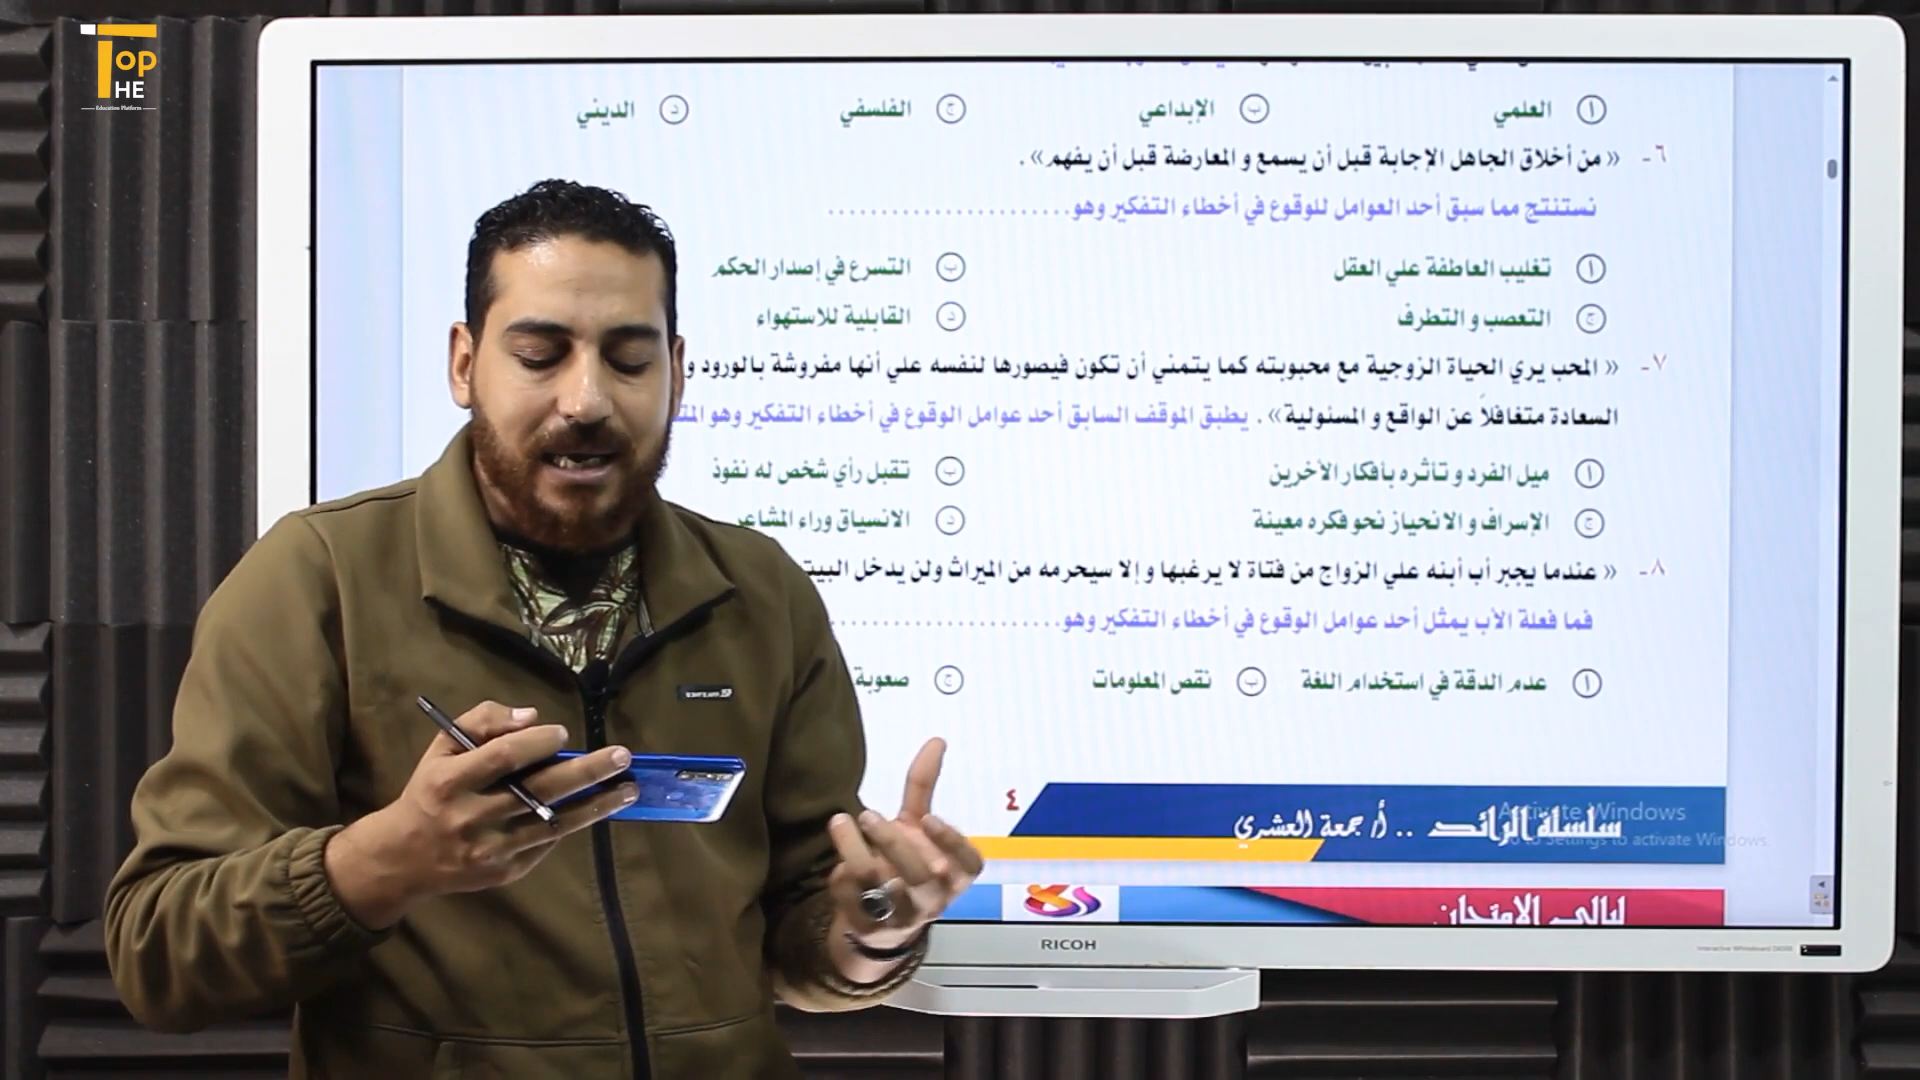 Top
THE
Education Platform
أ العلمي ب الإبداعي ج الفلسفي د الديني
٦- « من أخلاق الجاهل الإجابة قبل أن يسمع و المعارضة قبل أن يفهم» .
نستنتج مما سبق أحد العوامل للوقوع في أخطاء التفكير وهو......................
أ تغليب العاطفة علي العقل ب التسرع في إصدار الحكم
ج التعصب و التطرف د القابلية للاستهواء
٧- « المحب يري الحياة الزوجية مع محبوبته كما يتمني أن تكون فيصورها لنفسه علي أنها مفروشة بالورود و
السعادة متغافلاً عن الواقع و المسئولية» . يطبق الموقف السابق أحد عوامل الوقوع في أخطاء التفكير وهو
أ ميل الفرد و تأثره بأفكار الأخرين ب تقبل رأي شخص له نفوذ
ج الإسراف و الانحياز نحو فكره معينة د الانسياق وراء المشاعر
٨- « عندما يجبر أب أبنه علي الزواج من فتاة لا يرغبها و إلا سيحرمه من الميراث ولن يدخل البيت
فما فعلة الأب يمثل أحد عوامل الوقوع في أخطاء التفكير وهو.....................
أ عدم الدقة في استخدام اللغة ب نقص المعلومات ج صعوبة
٤
سلسلة الرائد .. أ/ جمعة العشري
Activate Windows
Go to Settings to activate Windows.
ليالي الامتحان
RICOH